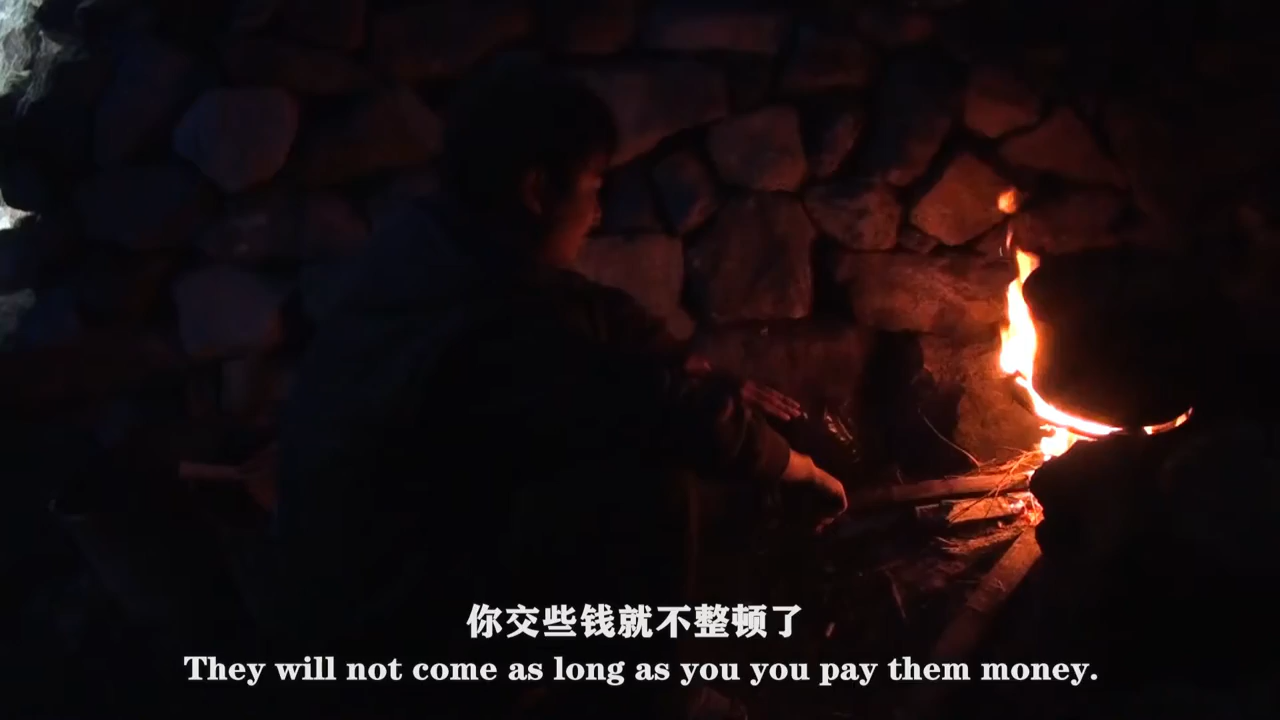 你交些钱就不整顿了
They will not come as long as you you pay them money.